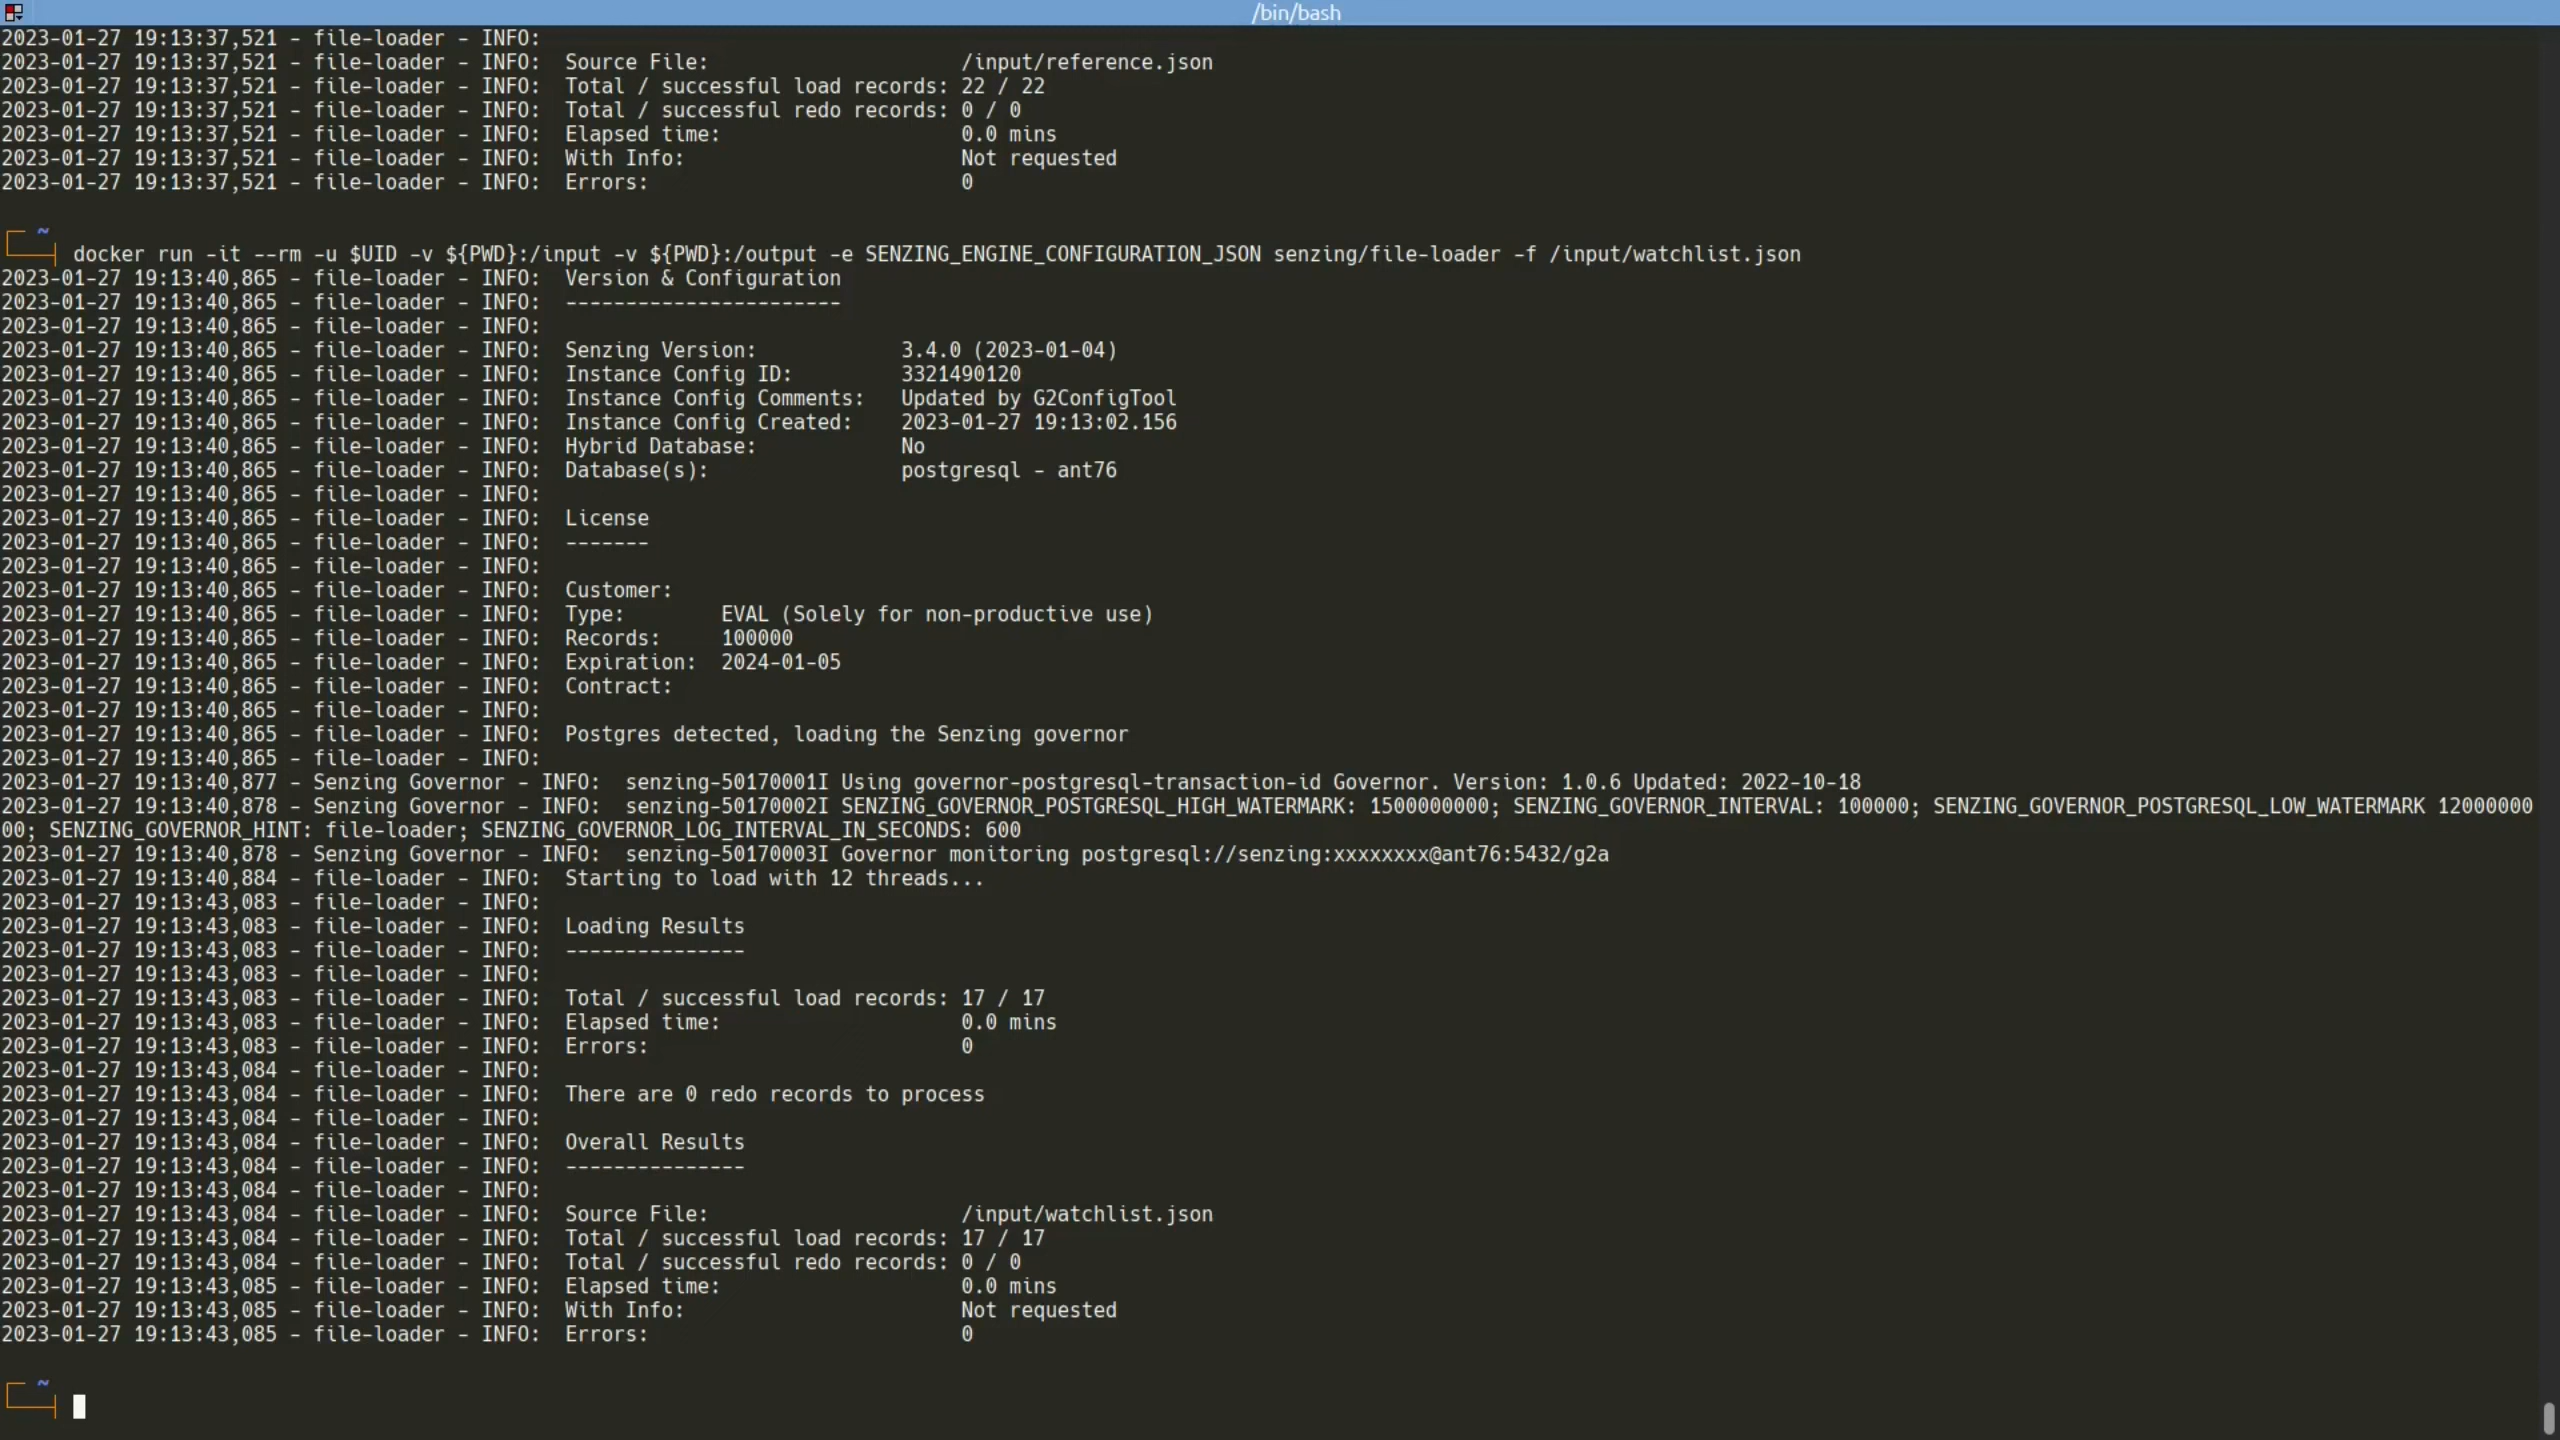 /bin/bash
2023-01-27 19:13:37,521 - file-loader - INFO:
2023-01-27 19:13:37,521 - file-loader - INFO:  Source File:                     /input/reference.json
2023-01-27 19:13:37,521 - file-loader - INFO:  Total / successful load records: 22 / 22
2023-01-27 19:13:37,521 - file-loader - INFO:  Total / successful redo records: 0 / 0
2023-01-27 19:13:37,521 - file-loader - INFO:  Elapsed time:                    0.0 mins
2023-01-27 19:13:37,521 - file-loader - INFO:  With Info:                       Not requested
2023-01-27 19:13:37,521 - file-loader - INFO:  Errors:                          0
~
docker run -it --rm -u $UID -v ${PWD}:/input -v ${PWD}:/output -e SENZING_ENGINE_CONFIGURATION_JSON senzing/file-loader -f /input/watchlist.json
2023-01-27 19:13:40,865 - file-loader - INFO:  Version & Configuration
2023-01-27 19:13:40,865 - file-loader - INFO:  -----------------------
2023-01-27 19:13:40,865 - file-loader - INFO:
2023-01-27 19:13:40,865 - file-loader - INFO:  Senzing Version:            3.4.0 (2023-01-04)
2023-01-27 19:13:40,865 - file-loader - INFO:  Instance Config ID:         3321490120
2023-01-27 19:13:40,865 - file-loader - INFO:  Instance Config Comments:   Updated by G2ConfigTool
2023-01-27 19:13:40,865 - file-loader - INFO:  Instance Config Created:    2023-01-27 19:13:02.156
2023-01-27 19:13:40,865 - file-loader - INFO:  Hybrid Database:            No
2023-01-27 19:13:40,865 - file-loader - INFO:  Database(s):                postgresql - ant76
2023-01-27 19:13:40,865 - file-loader - INFO:
2023-01-27 19:13:40,865 - file-loader - INFO:  License
2023-01-27 19:13:40,865 - file-loader - INFO:  -------
2023-01-27 19:13:40,865 - file-loader - INFO:
2023-01-27 19:13:40,865 - file-loader - INFO:  Customer:
2023-01-27 19:13:40,865 - file-loader - INFO:  Type:        EVAL (Solely for non-productive use)
2023-01-27 19:13:40,865 - file-loader - INFO:  Records:     100000
2023-01-27 19:13:40,865 - file-loader - INFO:  Expiration:  2024-01-05
2023-01-27 19:13:40,865 - file-loader - INFO:  Contract:
2023-01-27 19:13:40,865 - file-loader - INFO:
2023-01-27 19:13:40,865 - file-loader - INFO:  Postgres detected, loading the Senzing governor
2023-01-27 19:13:40,865 - file-loader - INFO:
2023-01-27 19:13:40,877 - Senzing Governor - INFO:  senzing-50170001I Using governor-postgresql-transaction-id Governor. Version: 1.0.6 Updated: 2022-10-18
2023-01-27 19:13:40,878 - Senzing Governor - INFO:  senzing-50170002I SENZING_GOVERNOR_POSTGRESQL_HIGH_WATERMARK: 1500000000; SENZING_GOVERNOR_INTERVAL: 100000; SENZING_GOVERNOR_POSTGRESQL_LOW_WATERMARK 12000000
00; SENZING_GOVERNOR_HINT: file-loader; SENZING_GOVERNOR_LOG_INTERVAL_IN_SECONDS: 600
2023-01-27 19:13:40,878 - Senzing Governor - INFO:  senzing-50170003I Governor monitoring postgresql://senzing:xxxxxxxx@ant76:5432/g2a
2023-01-27 19:13:40,884 - file-loader - INFO:  Starting to load with 12 threads...
2023-01-27 19:13:43,083 - file-loader - INFO:
2023-01-27 19:13:43,083 - file-loader - INFO:  Loading Results
2023-01-27 19:13:43,083 - file-loader - INFO:  ---------------
2023-01-27 19:13:43,083 - file-loader - INFO:
2023-01-27 19:13:43,083 - file-loader - INFO:  Total / successful load records: 17 / 17
2023-01-27 19:13:43,083 - file-loader - INFO:  Elapsed time:                    0.0 mins
2023-01-27 19:13:43,083 - file-loader - INFO:  Errors:                          0
2023-01-27 19:13:43,084 - file-loader - INFO:
2023-01-27 19:13:43,084 - file-loader - INFO:  There are 0 redo records to process
2023-01-27 19:13:43,084 - file-loader - INFO:
2023-01-27 19:13:43,084 - file-loader - INFO:  Overall Results
2023-01-27 19:13:43,084 - file-loader - INFO:  ---------------
2023-01-27 19:13:43,084 - file-loader - INFO:
2023-01-27 19:13:43,084 - file-loader - INFO:  Source File:                     /input/watchlist.json
2023-01-27 19:13:43,084 - file-loader - INFO:  Total / successful load records: 17 / 17
2023-01-27 19:13:43,084 - file-loader - INFO:  Total / successful redo records: 0 / 0
2023-01-27 19:13:43,085 - file-loader - INFO:  Elapsed time:                    0.0 mins
2023-01-27 19:13:43,085 - file-loader - INFO:  With Info:                       Not requested
2023-01-27 19:13:43,085 - file-loader - INFO:  Errors:                          0
~